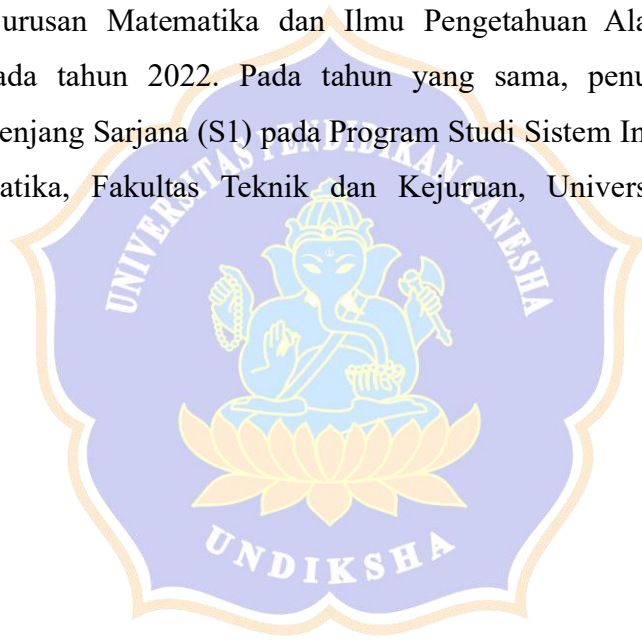 urusan Matematika dan Ilmu Pengetahuan Ala
ada tahun 2022. Pada tahun yang sama, penu
enjang Sarjana (S1) pada Program Studi Sistem In
atika, Fakultas Teknik dan Kejuruan, Univers
UNIVERSITAS PENDIDIKAN GANESHA
UNDIKSHA